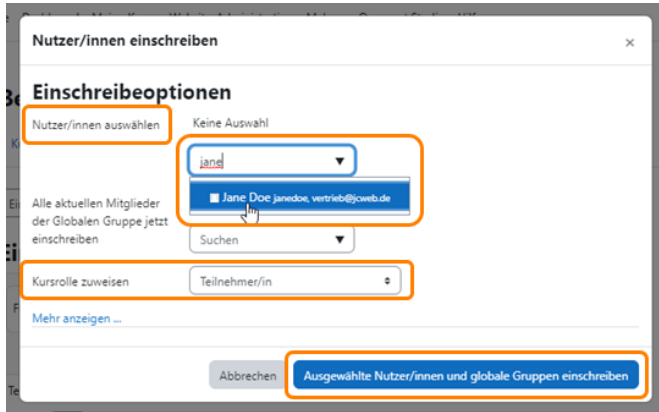 Nutzer/innen einschreiben
×
Einschreibeoptionen
Nutzer/innen auswählen
Keine Auswahl
jane
Jane Doe janedoe, vertrieb@jcweb.de
Alle aktuellen Mitglieder
der Globalen Gruppe jetzt
einschreiben
Suchen
Kursrolle zuweisen
Teilnehmer/in
Mehr anzeigen ...
Abbrechen
Ausgewählte Nutzer/innen und globale Gruppen einschreiben